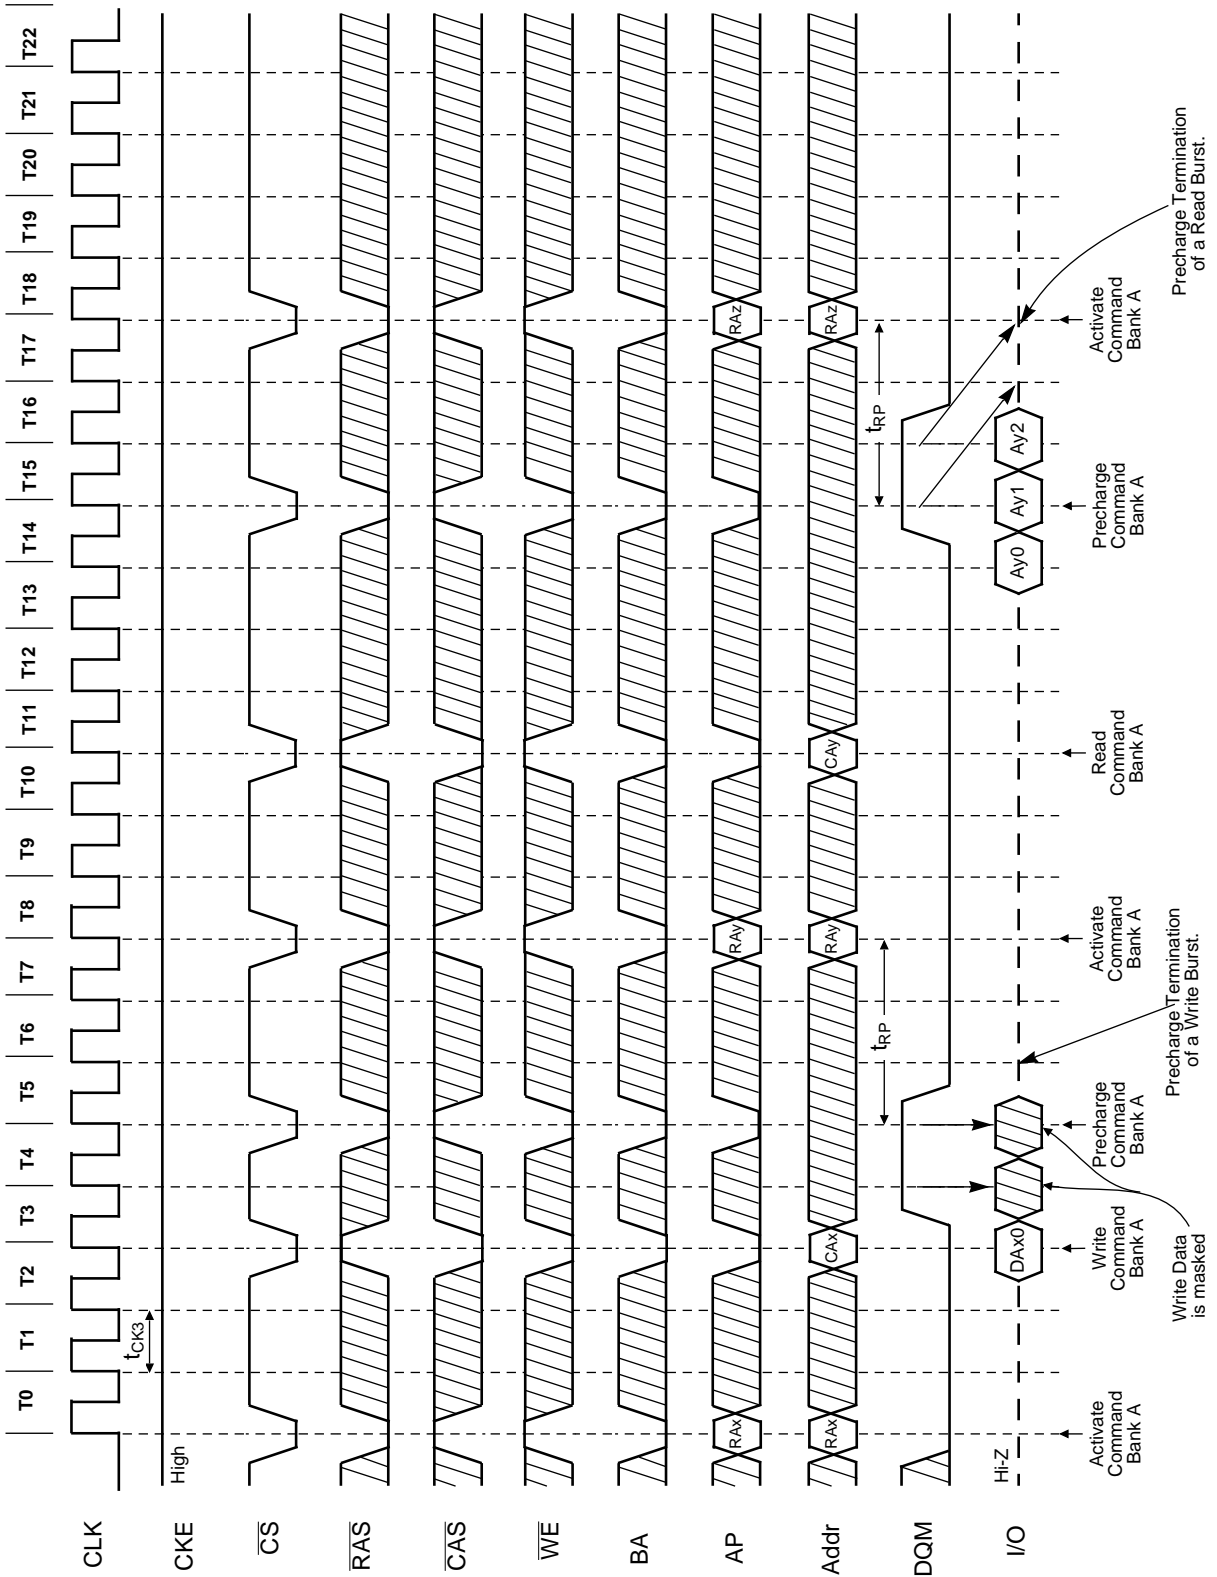 T0 T1 T2 T3 T4 T5 T6 T7 T8 T9 T10 T11 T12 T13 T14 T15 T16 T17 T18 T19 T20 T21 T22
CLK
tCK3
CKE
High
CS
RAS
CAS
WE
BA
AP
RAx RAy RAz
Addr
RAx CAx RAy CAy RAz
tRP tRP
DQM
I/O
Hi-Z
DAx0 Ay0 Ay1 Ay2
Activate
Command
Bank A
Write
Command
Bank A
Precharge
Command
Bank A
Activate
Command
Bank A
Read
Command
Bank A
Precharge
Command
Bank A
Activate
Command
Bank A
Write Data
is masked
Precharge Termination
of a Write Burst.
Precharge Termination
of a Read Burst.